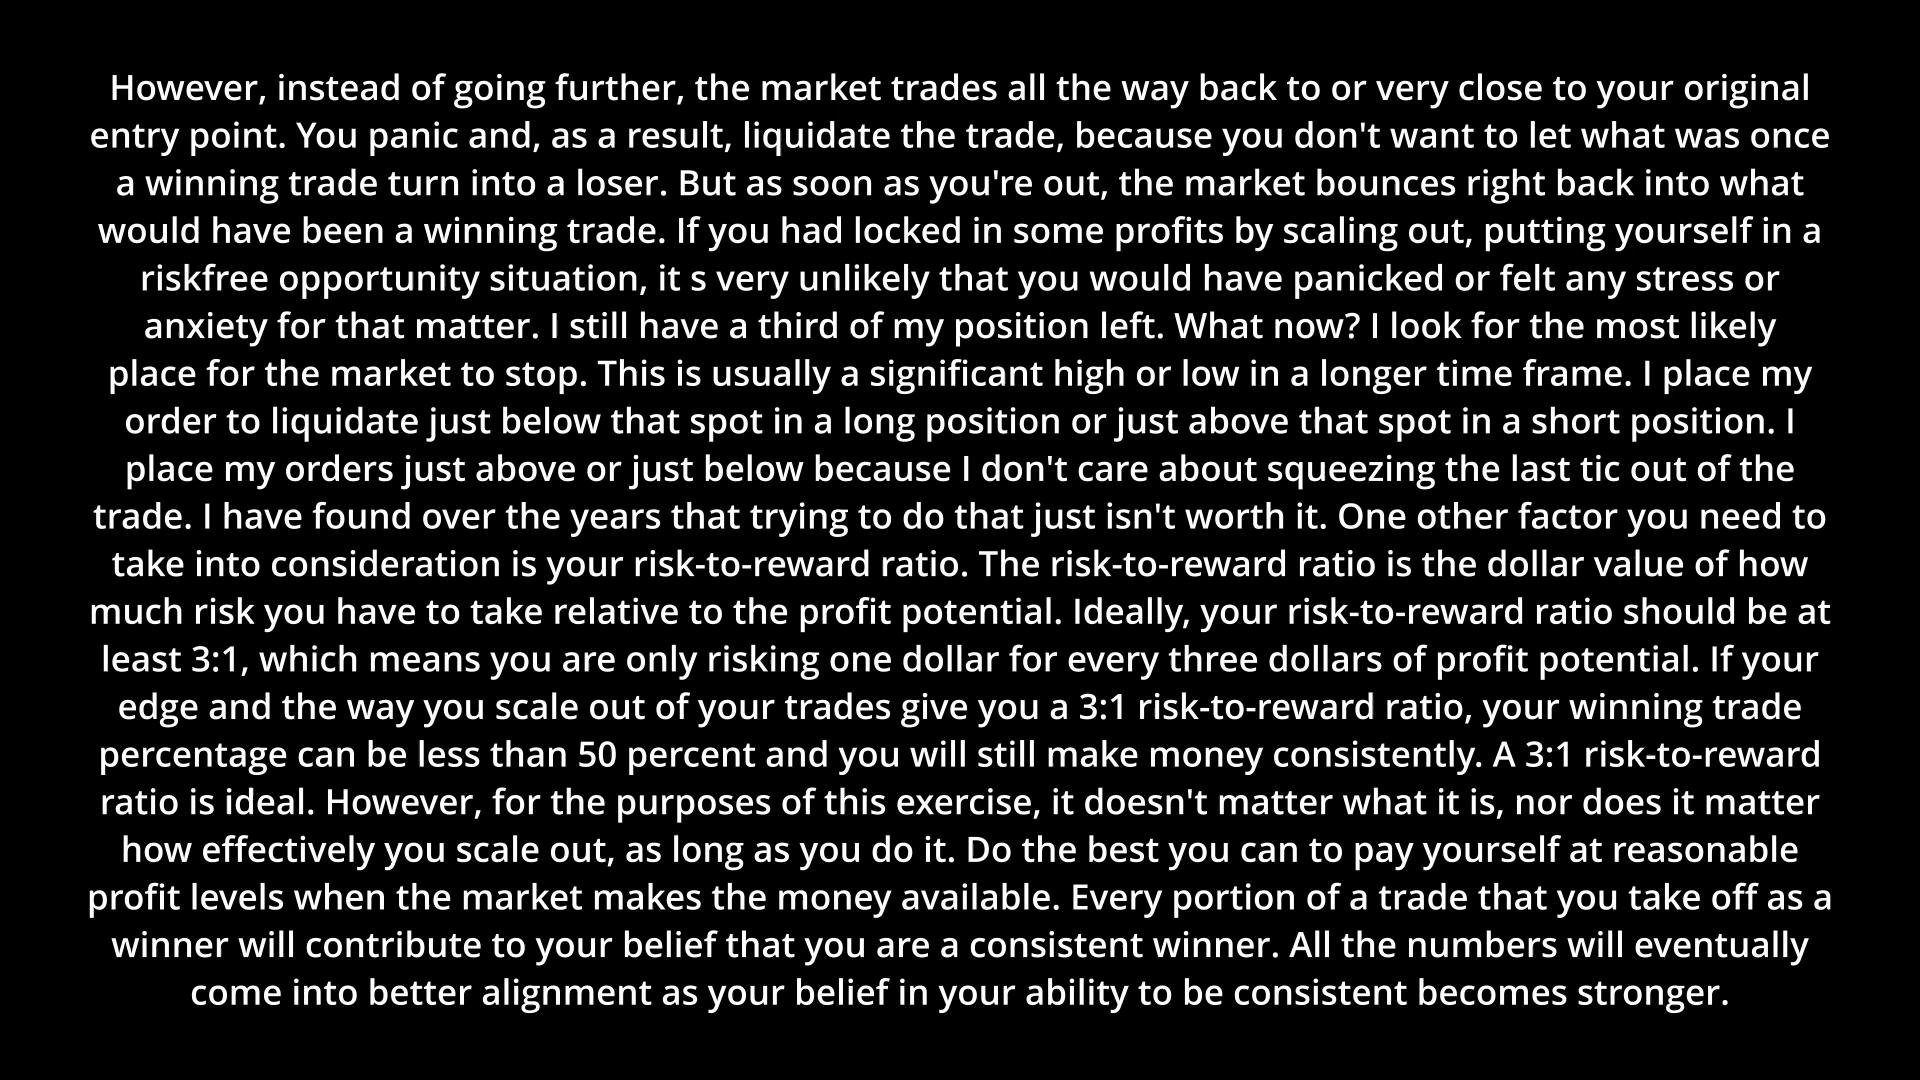 However, instead of going further, the market trades all the way back to or very close to your original
entry point. You panic and, as a result, liquidate the trade, because you don't want to let what was once
a winning trade turn into a loser. But as soon as you're out, the market bounces right back into what
would have been a winning trade. If you had locked in some profits by scaling out, putting yourself in a
riskfree opportunity situation, it s very unlikely that you would have panicked or felt any stress or
anxiety for that matter. I still have a third of my position left. What now? I look for the most likely
place for the market to stop. This is usually a significant high or low in a longer time frame. I place my
order to liquidate just below that spot in a long position or just above that spot in a short position. I
place my orders just above or just below because I don't care about squeezing the last tic out of the
trade. I have found over the years that trying to do that just isn't worth it. One other factor you need to
take into consideration is your risk-to-reward ratio. The risk-to-reward ratio is the dollar value of how
much risk you have to take relative to the profit potential. Ideally, your risk-to-reward ratio should be at
least 3:1, which means you are only risking one dollar for every three dollars of profit potential. If your
edge and the way you scale out of your trades give you a 3:1 risk-to-reward ratio, your winning trade
percentage can be less than 50 percent and you will still make money consistently. A 3:1 risk-to-reward
ratio is ideal. However, for the purposes of this exercise, it doesn't matter what it is, nor does it matter
how effectively you scale out, as long as you do it. Do the best you can to pay yourself at reasonable
profit levels when the market makes the money available. Every portion of a trade that you take off as a
winner will contribute to your belief that you are a consistent winner. All the numbers will eventually
come into better alignment as your belief in your ability to be consistent becomes stronger.